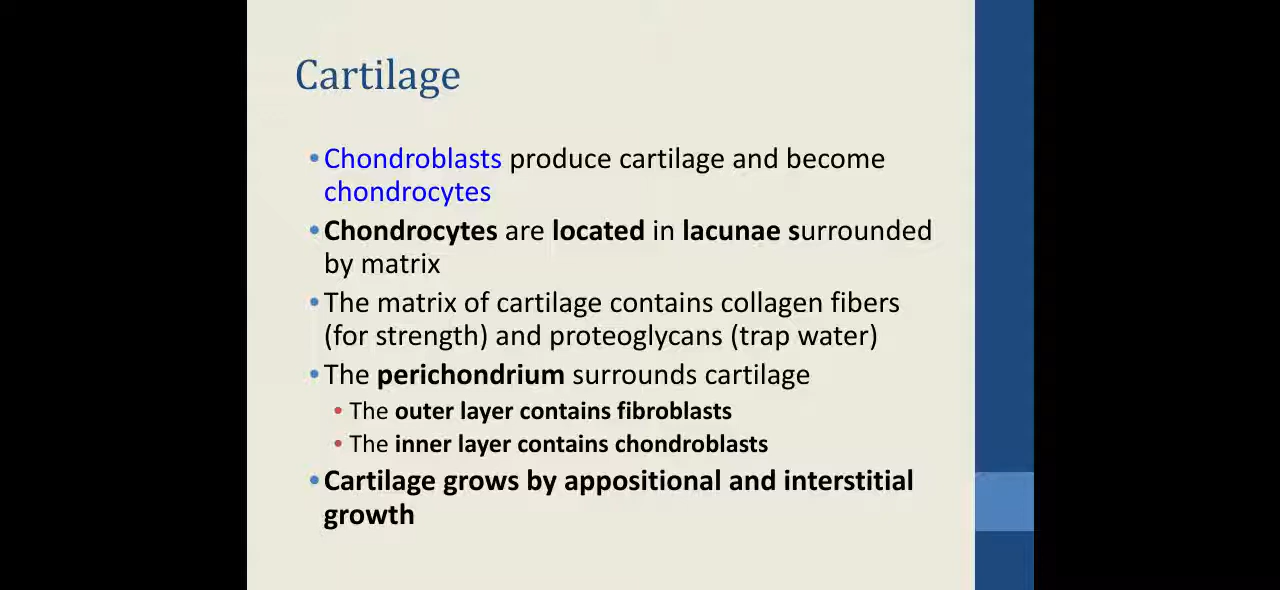 Cartilage
•Chondroblasts produce cartilage and become
chondrocytes
•Chondrocytes are located in lacunae surrounded
by matrix
•The matrix of cartilage contains collagen fibers
(for strength) and proteoglycans (trap water)
•The perichondrium surrounds cartilage
• The outer layer contains fibroblasts
• The inner layer contains chondroblasts
•Cartilage grows by appositional and interstitial
growth